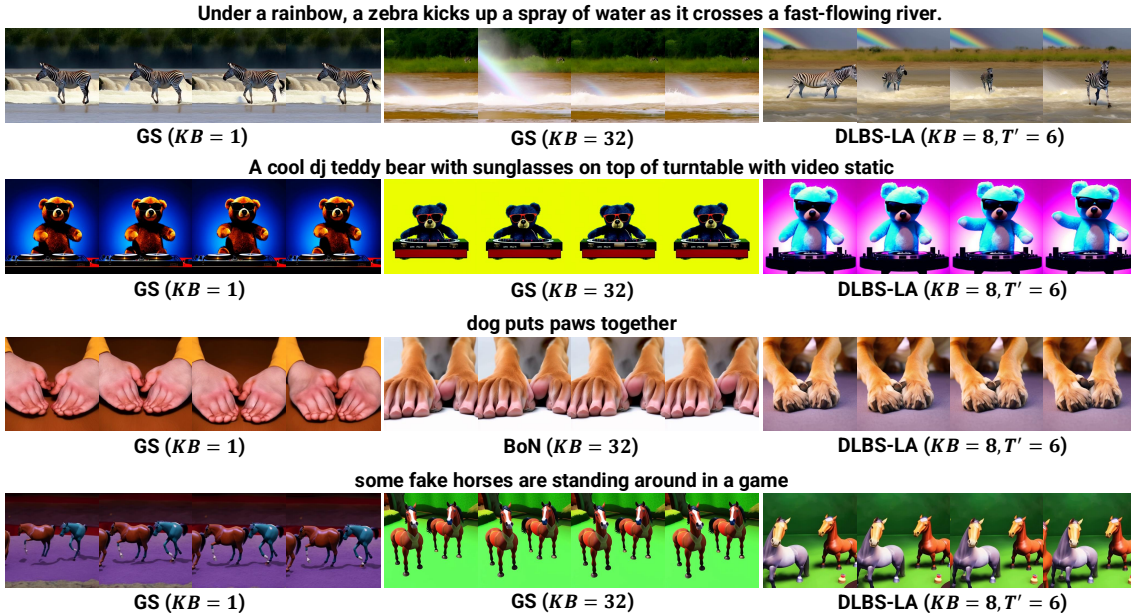 Under a rainbow, a zebra kicks up a spray of water as it crosses a fast-flowing river.
GS (KB = 1) GS (KB = 32) DLBS-LA (KB = 8, T′ = 6)
A cool dj teddy bear with sunglasses on top of turntable with video static
GS (KB = 1) GS (KB = 32) DLBS-LA (KB = 8, T′ = 6)
dog puts paws together
GS (KB = 1) BoN (KB = 32) DLBS-LA (KB = 8, T′ = 6)
some fake horses are standing around in a game
GS (KB = 1) GS (KB = 32) DLBS-LA (KB = 8, T′ = 6)